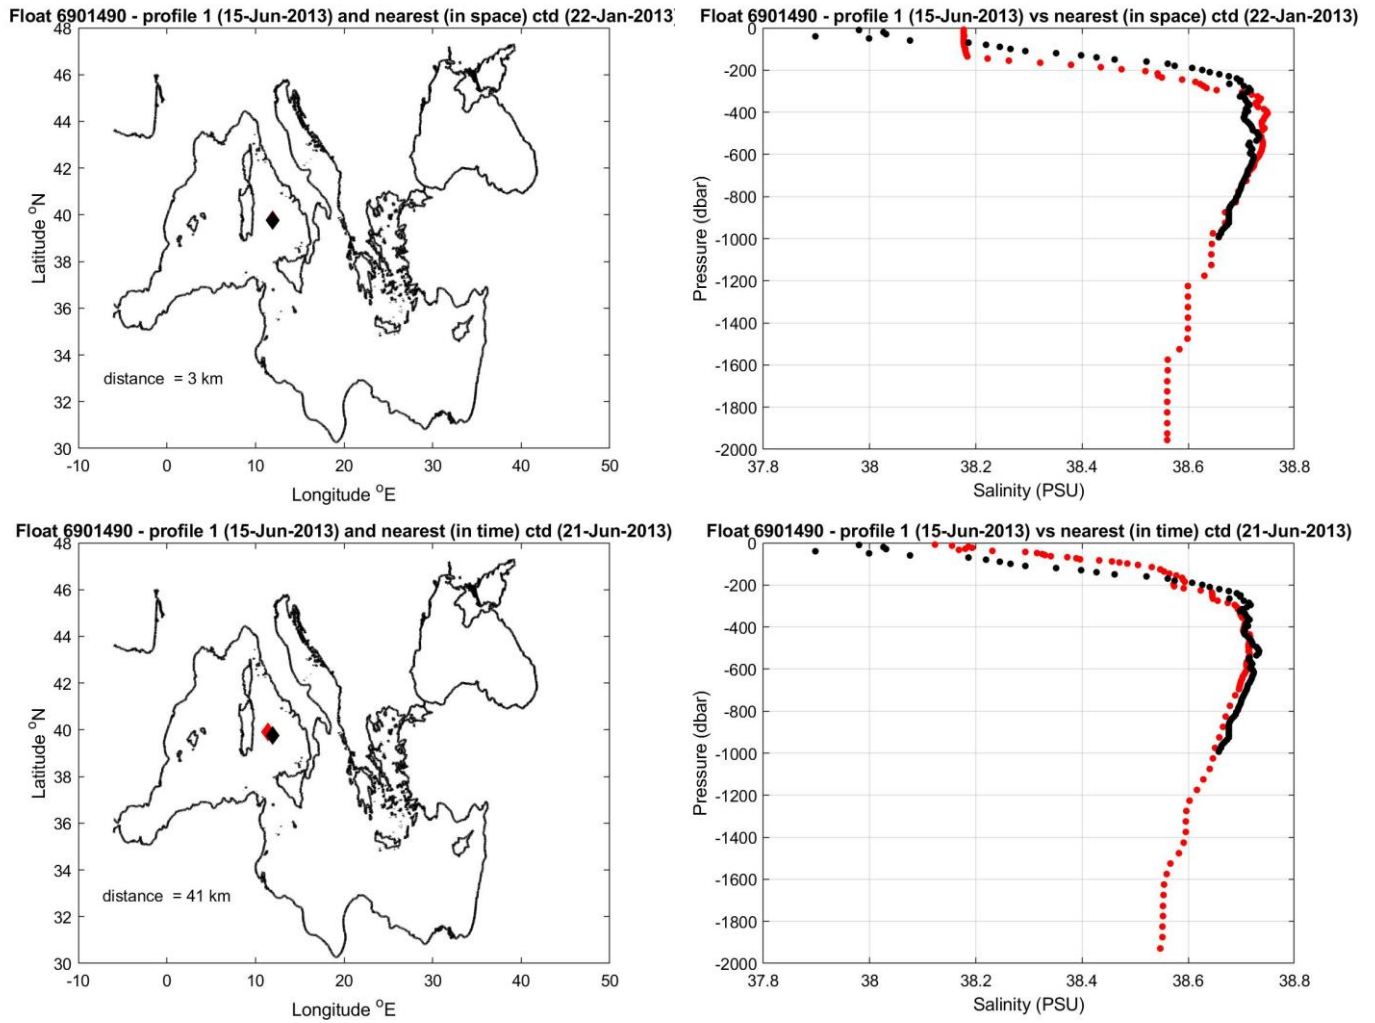 Float 6901490 - profile 1 (15-Jun-2013) and nearest (in space) ctd (22-Jan-2013)
48
46
44
42
40
38
36
34
32
30
Latitude °N
distance = 3 km
-10 0 10 20 30 40 50
Longitude °E
Float 6901490 - profile 1 (15-Jun-2013) vs nearest (in space) ctd (22-Jan-2013)
0
-200
-400
-600
-800
-1000
-1200
-1400
-1600
-1800
-2000
Pressure (dbar)
37.8 38 38.2 38.4 38.6 38.8
Salinity (PSU)
Float 6901490 - profile 1 (15-Jun-2013) and nearest (in time) ctd (21-Jun-2013)
48
46
44
42
40
38
36
34
32
30
Latitude °N
distance = 41 km
-10 0 10 20 30 40 50
Longitude °E
Float 6901490 - profile 1 (15-Jun-2013) vs nearest (in time) ctd (21-Jun-2013)
0
-200
-400
-600
-800
-1000
-1200
-1400
-1600
-1800
-2000
Pressure (dbar)
37.8 38 38.2 38.4 38.6 38.8
Salinity (PSU)